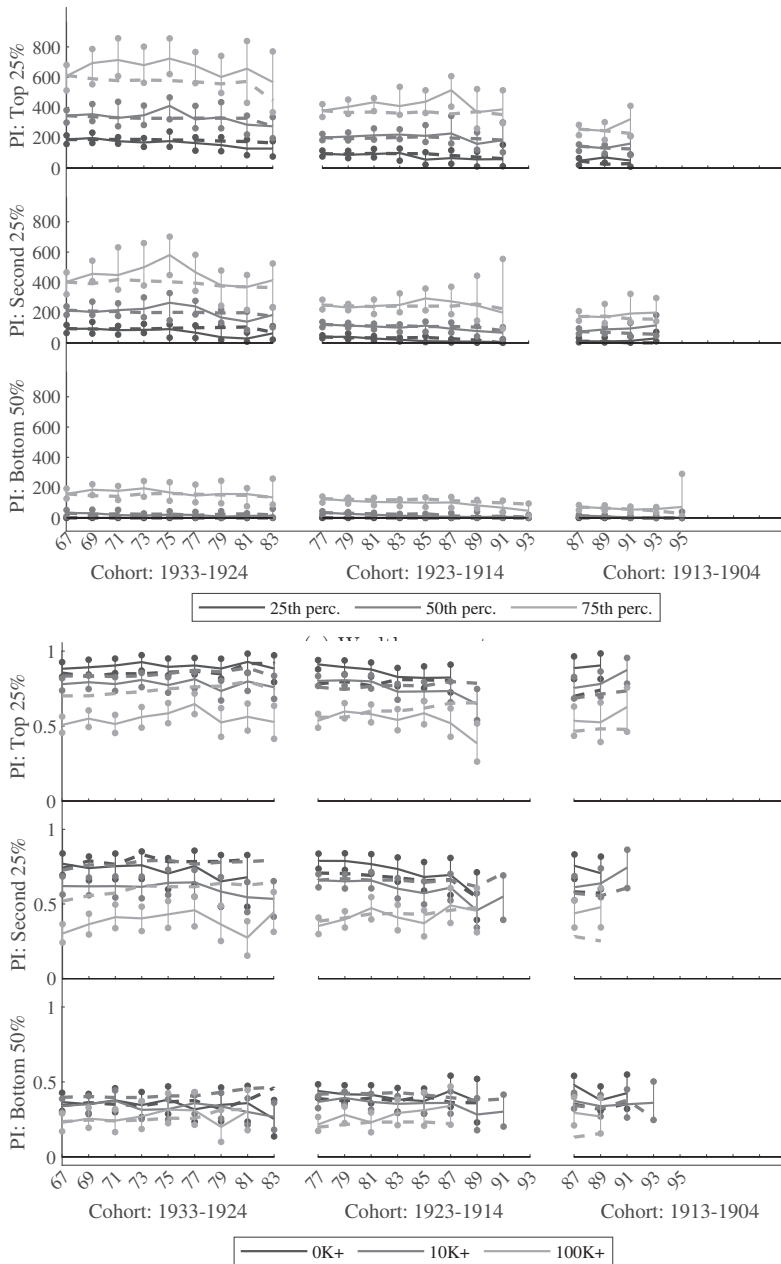 PI: Top 25%
800
600
400
200
0
PI: Second 25%
800
600
400
200
0
PI: Bottom 50%
800
600
400
200
0
67 69 71 73 75 77 79 81 83 77 79 81 83 85 87 89 91 93 87 89 91 93 95
Cohort: 1933-1924 Cohort: 1923-1914 Cohort: 1913-1904
25th perc. 50th perc. 75th perc.
PI: Top 25%
1
0.5
0
PI: Second 25%
1
0.5
0
PI: Bottom 50%
1
0.5
0
67 69 71 73 75 77 79 81 83 77 79 81 83 85 87 89 91 93 87 89 91 93 95
Cohort: 1933-1924 Cohort: 1923-1914 Cohort: 1913-1904
0K+ 10K+ 100K+